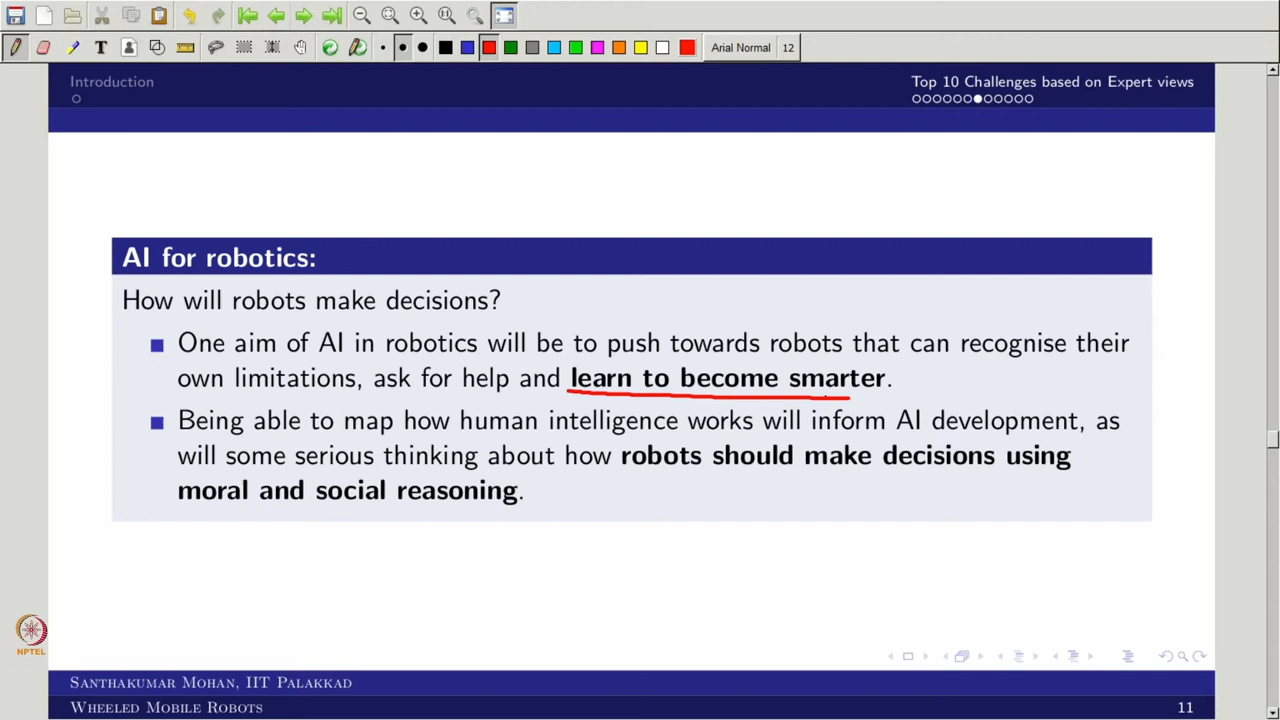 Arial Normal 12
Introduction
Top 10 Challenges based on Expert views
AI for robotics:
How will robots make decisions?
One aim of AI in robotics will be to push towards robots that can recognise their
own limitations, ask for help and learn to become smarter.
Being able to map how human intelligence works will inform AI development, as
will some serious thinking about how robots should make decisions using
moral and social reasoning.
NPTEL
Santhakumar Mohan, IIT Palakkad
Wheeled Mobile Robots 11